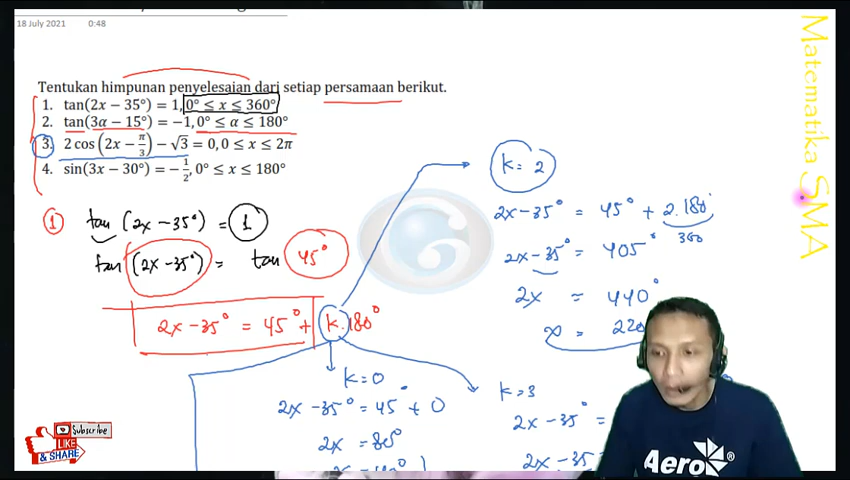 18 July 2021 0:48
Tentukan himpunan penyelesaian dari setiap persamaan berikut.
1. tan(2x − 35°) = 1, 0° ≤ x ≤ 360°
2. tan(3α − 15°) = −1, 0° ≤ α ≤ 180°
3. 2 cos(2x − π/3) − √3 = 0, 0 ≤ x ≤ 2π
4. sin(3x − 30°) = −1/2, 0° ≤ x ≤ 180°
① tan (2x − 35°) = 1
tan (2x − 35°) = tan 45°
2x − 35° = 45° + k.180°
k = 0
2x − 35° = 45° + 0
2x = 80°
k = 2
2x − 35° = 45° + 2.180°
360
2x − 35° = 405°
2x = 440°
x = 220
k = 3
2x − 35° =
2x − 35 =
Matematika SMA
Subscribe
LIKE
& SHARE
Aero